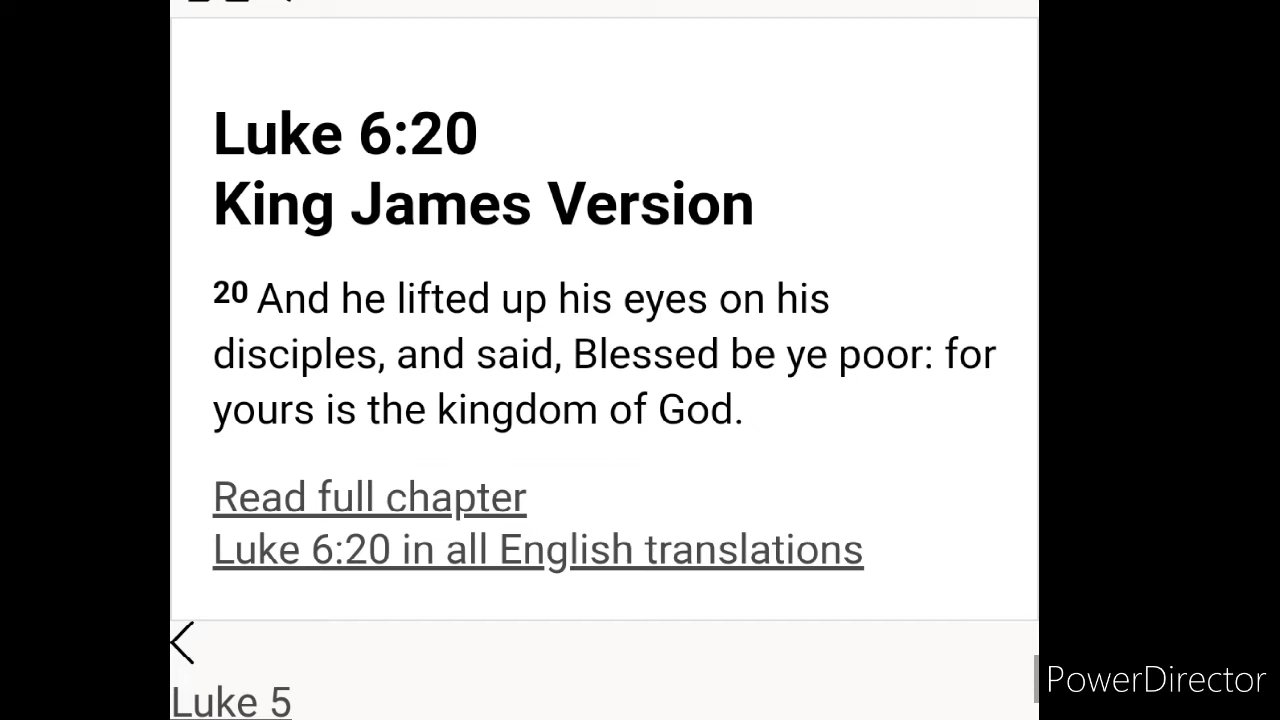 Luke 6:20
King James Version
20 And he lifted up his eyes on his
disciples, and said, Blessed be ye poor: for
yours is the kingdom of God.
Read full chapter
Luke 6:20 in all English translations
Luke 5
PowerDirector